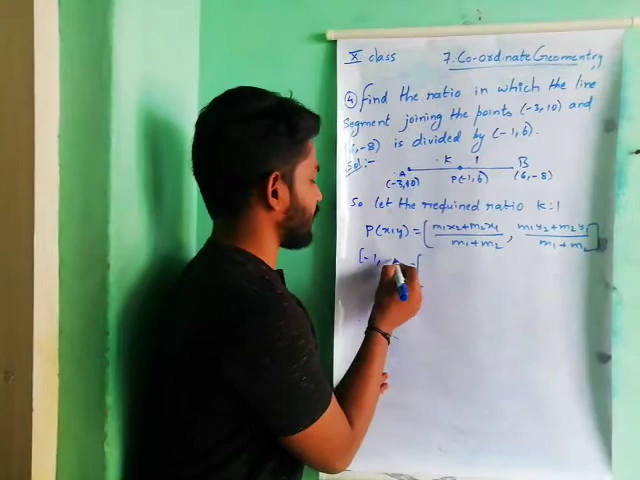 X class 7. Co-ordinate Geomentry
④ find the ratio in which the line
Segment joining the points (-3,10) and
,-8) is divided by (-1,6).
Sol:-
K 1
A B
(-3,10) P(-1,6) (6,-8)
So let the required ratio K:1
P(x,y) = [m1x2+m2x1/m1+m2, m1y2+m2y1/m1+m2]
[-1,